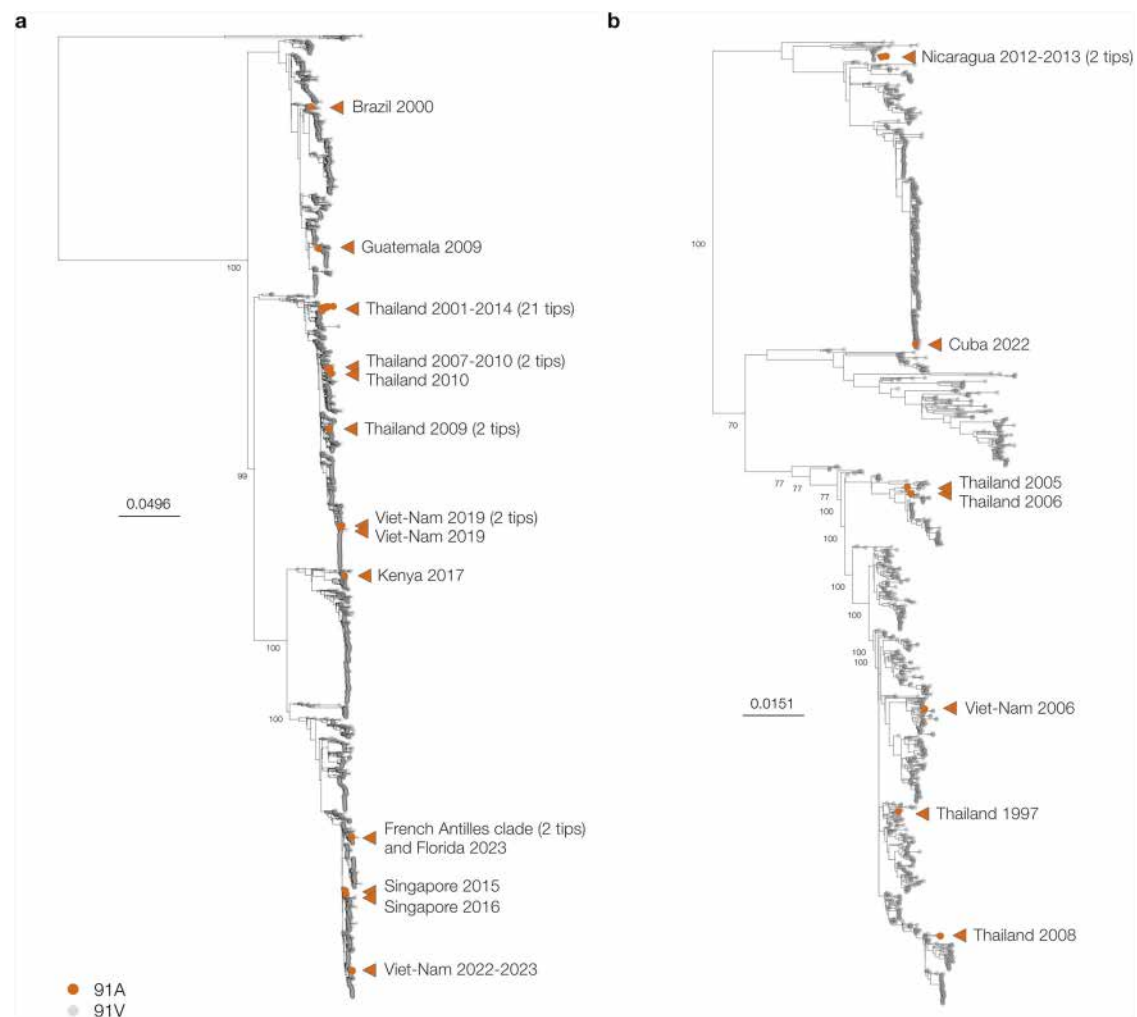 a
Brazil 2000
Guatemala 2009
100
Thailand 2001-2014 (21 tips)
Thailand 2007-2010 (2 tips)
Thailand 2010
Thailand 2009 (2 tips)
99
0.0496
Viet-Nam 2019 (2 tips)
Viet-Nam 2019
Kenya 2017
100
100
French Antilles clade (2 tips)
and Florida 2023
Singapore 2015
Singapore 2016
Viet-Nam 2022-2023
91A
91V
b
Nicaragua 2012-2013 (2 tips)
100
Cuba 2022
70
Thailand 2005
Thailand 2006
77
77
77
100
100
100
100
100
100
Viet-Nam 2006
0.0151
Thailand 1997
Thailand 2008